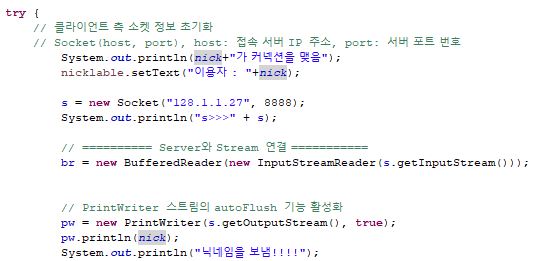 try {
// 클라이언트 측 소켓 정보 초기화
// Socket(host, port), host: 접속 서버 IP 주소, port: 서버 포트 번호
System.out.println(nick+"가 커넥션을 맺음");
nicklable.setText("이용자 : "+nick);
s = new Socket("128.1.1.27", 8888);
System.out.println("s>>>" + s);
// ========== Server와 Stream 연결 ===========
br = new BufferedReader(new InputStreamReader(s.getInputStream()));
// PrintWriter 스트림의 autoFlush 기능 활성화
pw = new PrintWriter(s.getOutputStream(), true);
pw.println(nick);
System.out.println("닉네임을 보냄!!!!");